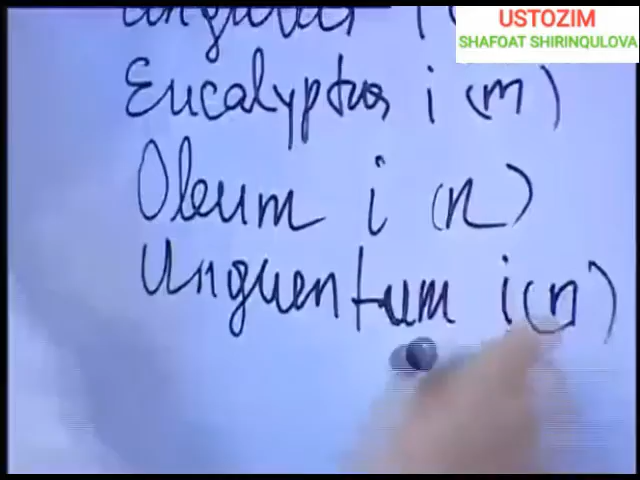 USTOZIM
SHAFOAT SHIRINQULOVA
Eucalyptus i (m)
Oleum i (n)
Unguentum i (n)